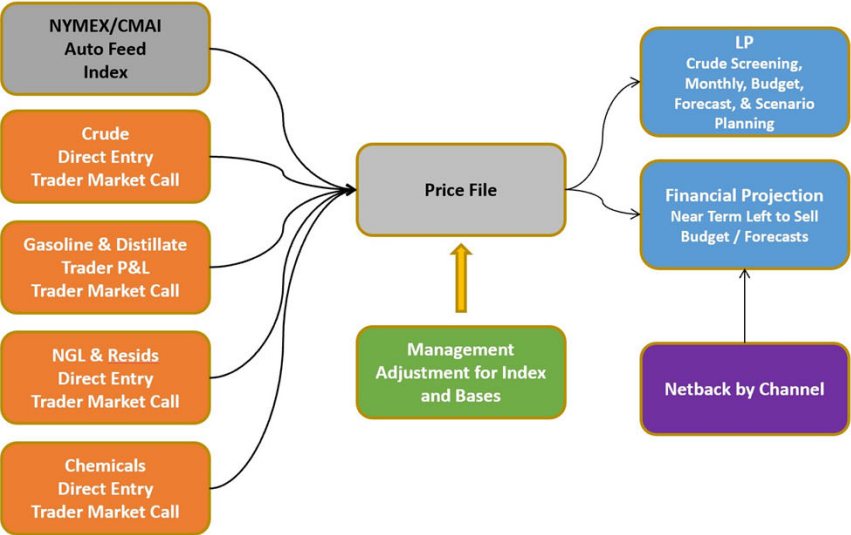 NYMEX/CMAI
Auto Feed
Index
Crude
Direct Entry
Trader Market Call
Gasoline & Distillate
Trader P&L
Trader Market Call
NGL & Resids
Direct Entry
Trader Market Call
Chemicals
Direct Entry
Trader Market Call
Price File
Management
Adjustment for Index
and Bases
LP
Crude Screening,
Monthly, Budget,
Forecast, & Scenario
Planning
Financial Projection
Near Term Left to Sell
Budget / Forecasts
Netback by Channel